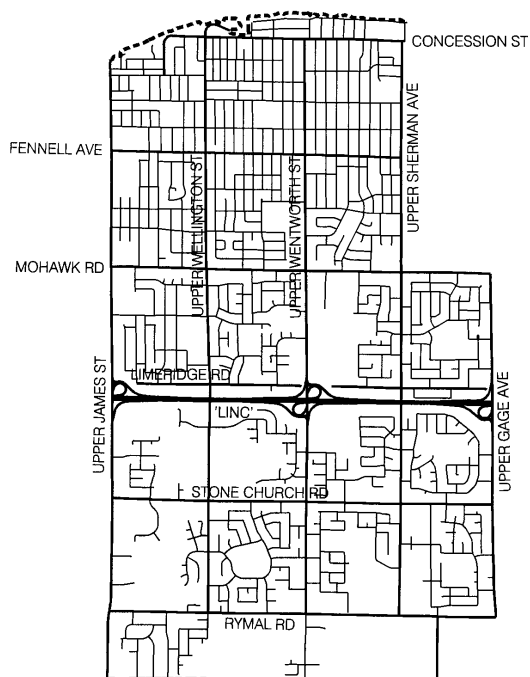 CONCESSION ST
UPPER SHERMAN AVE
FENNELL AVE
UPPER WELLINGTON ST
UPPER WENTWORTH ST
MOHAWK RD
LIMERIDGE RD
UPPER JAMES ST
'LINC'
UPPER GAGE AVE
STONE CHURCH RD
RYMAL RD